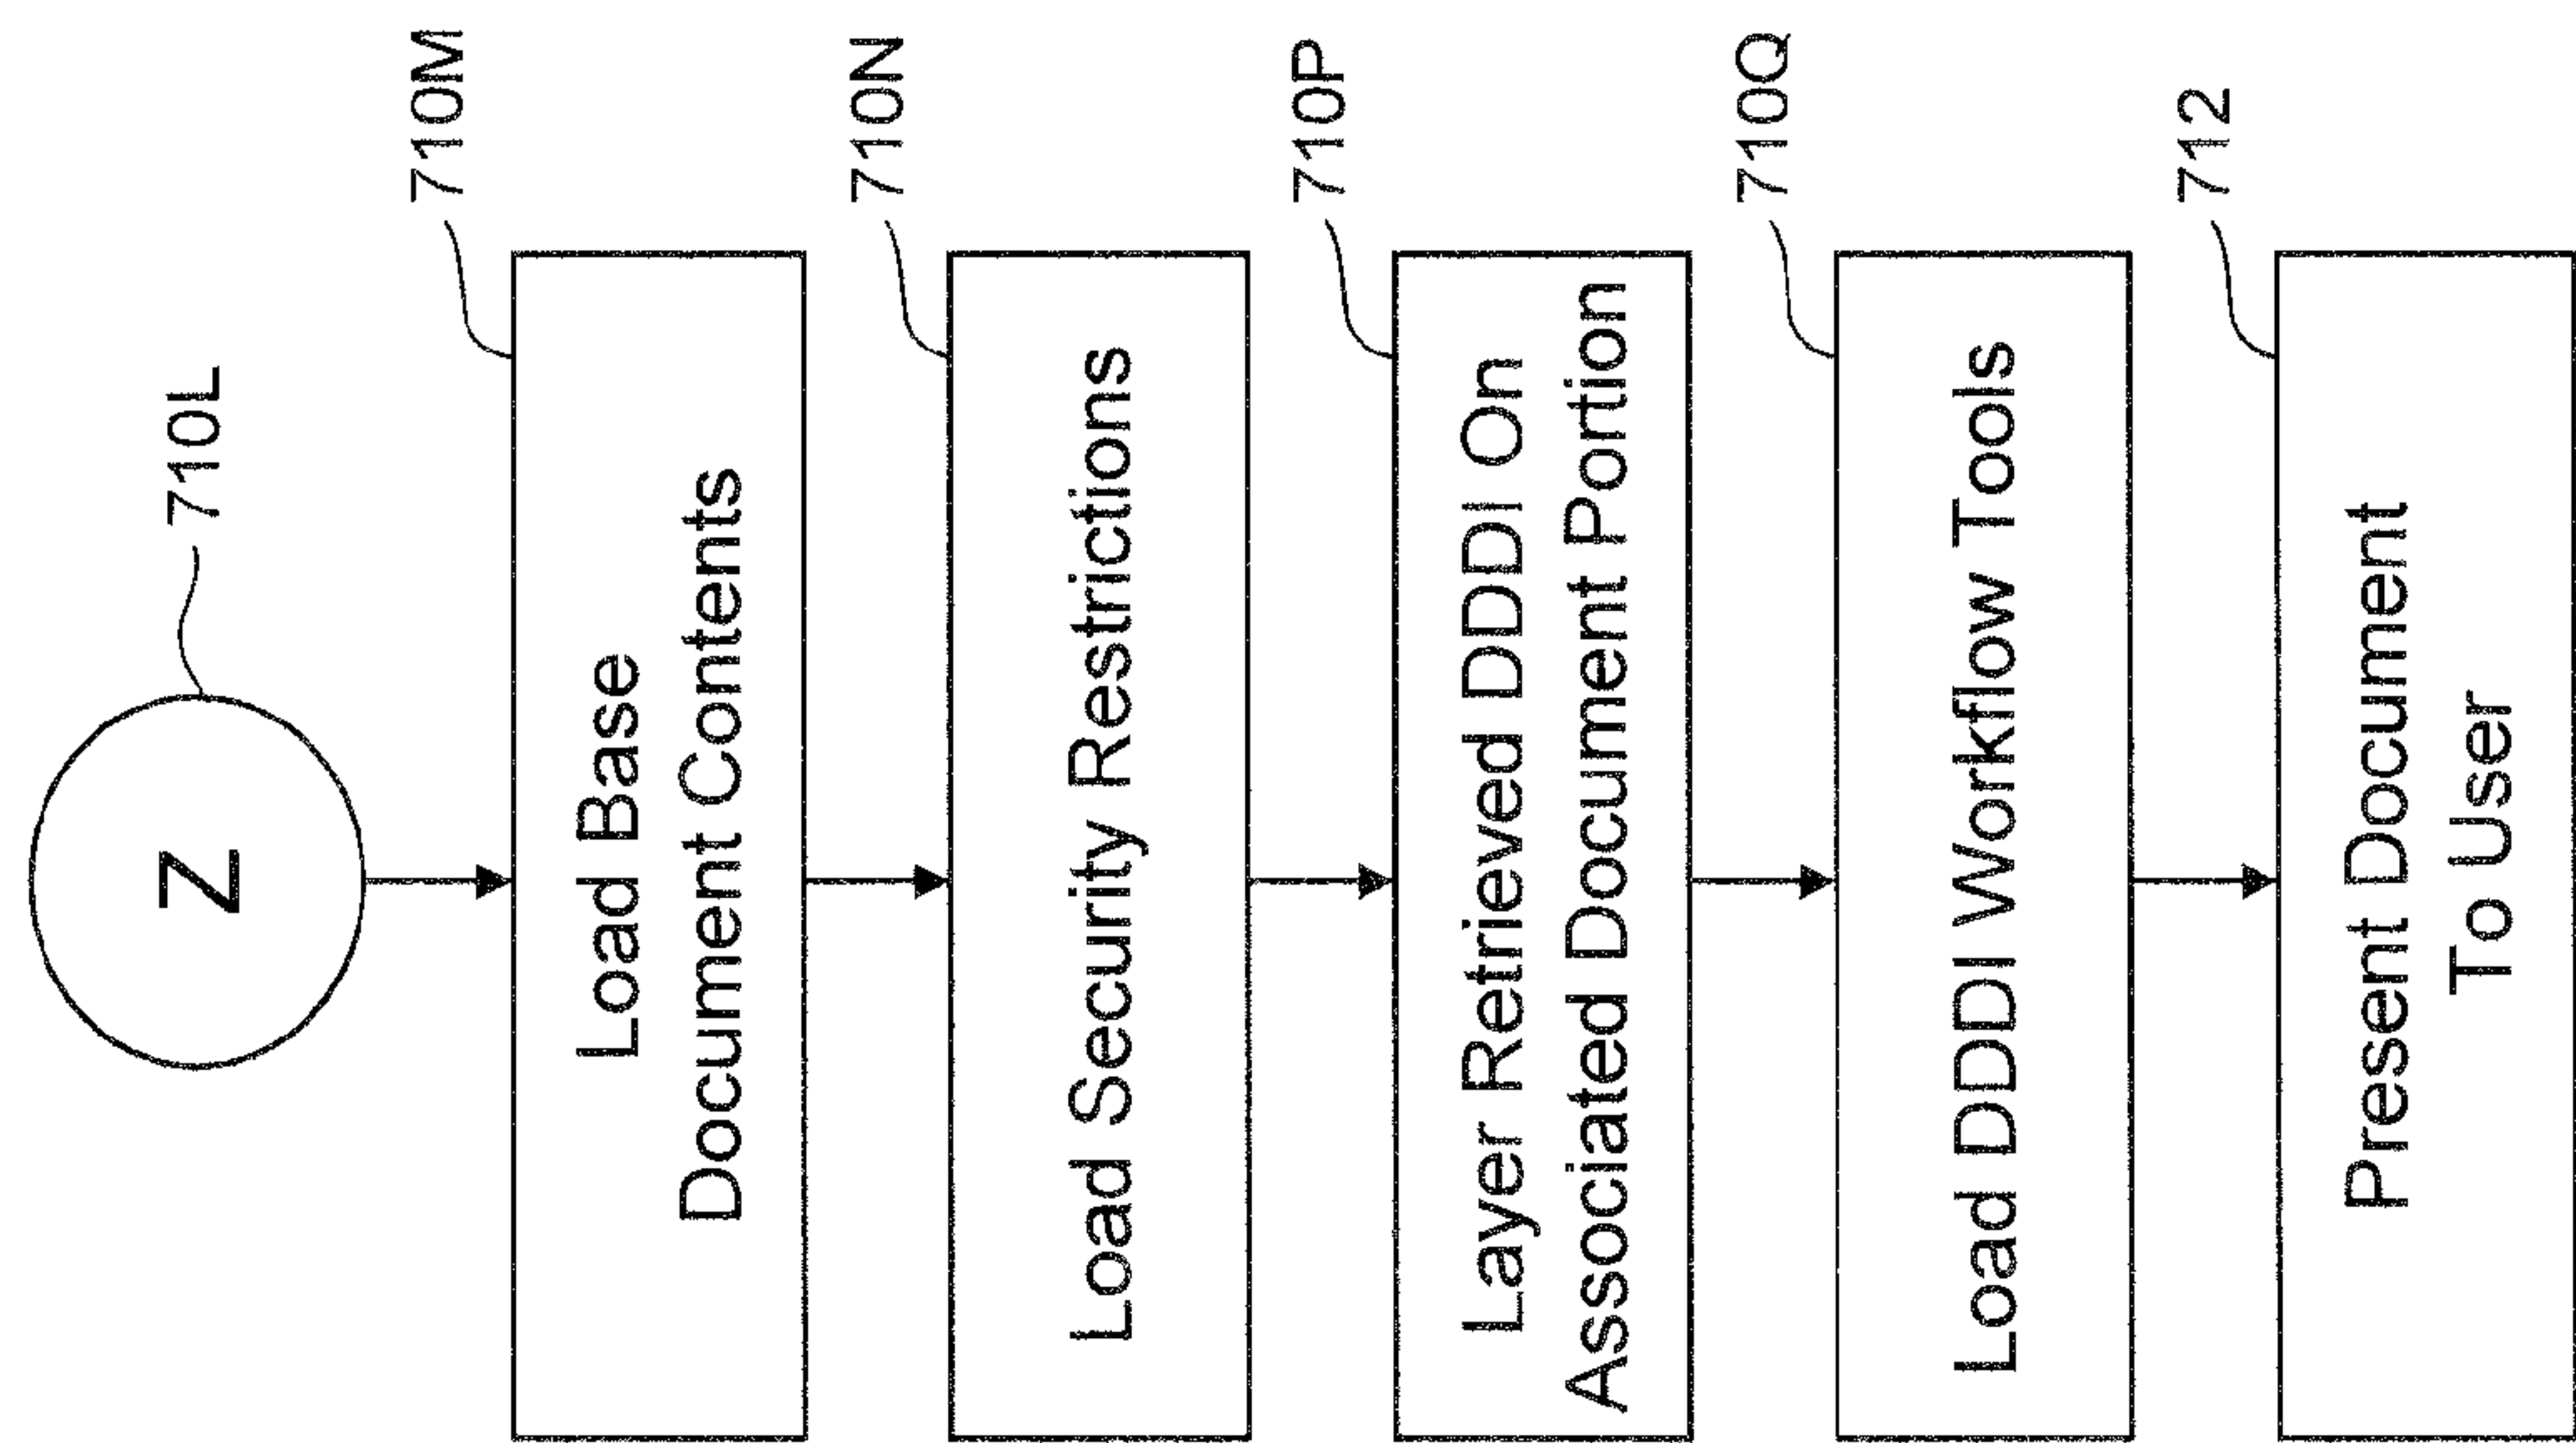 Z
710L
710M
Load Base
Document Contents
710N
Load Security Restrictions
710P
Layer Retrieved DDDI On
Associated Document Portion
710Q
Load DDDI Workflow Tools
712
Present Document
To User